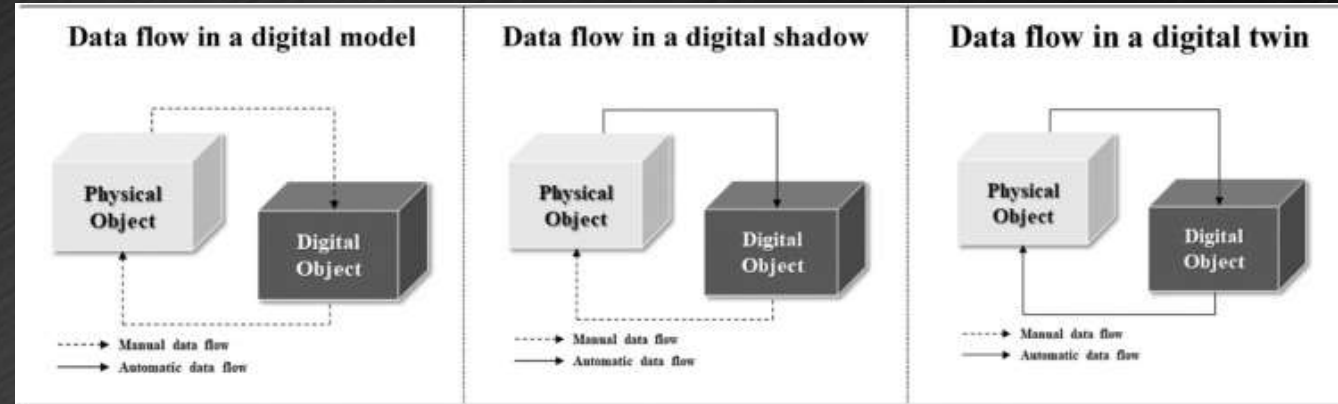 Data flow in a digital model
Physical
Object
Digital
Object
Manual data flow
Automatic data flow
Data flow in a digital shadow
Physical
Object
Digital
Object
Manual data flow
Automatic data flow
Data flow in a digital twin
Physical
Object
Digital
Object
Manual data flow
Automatic data flow